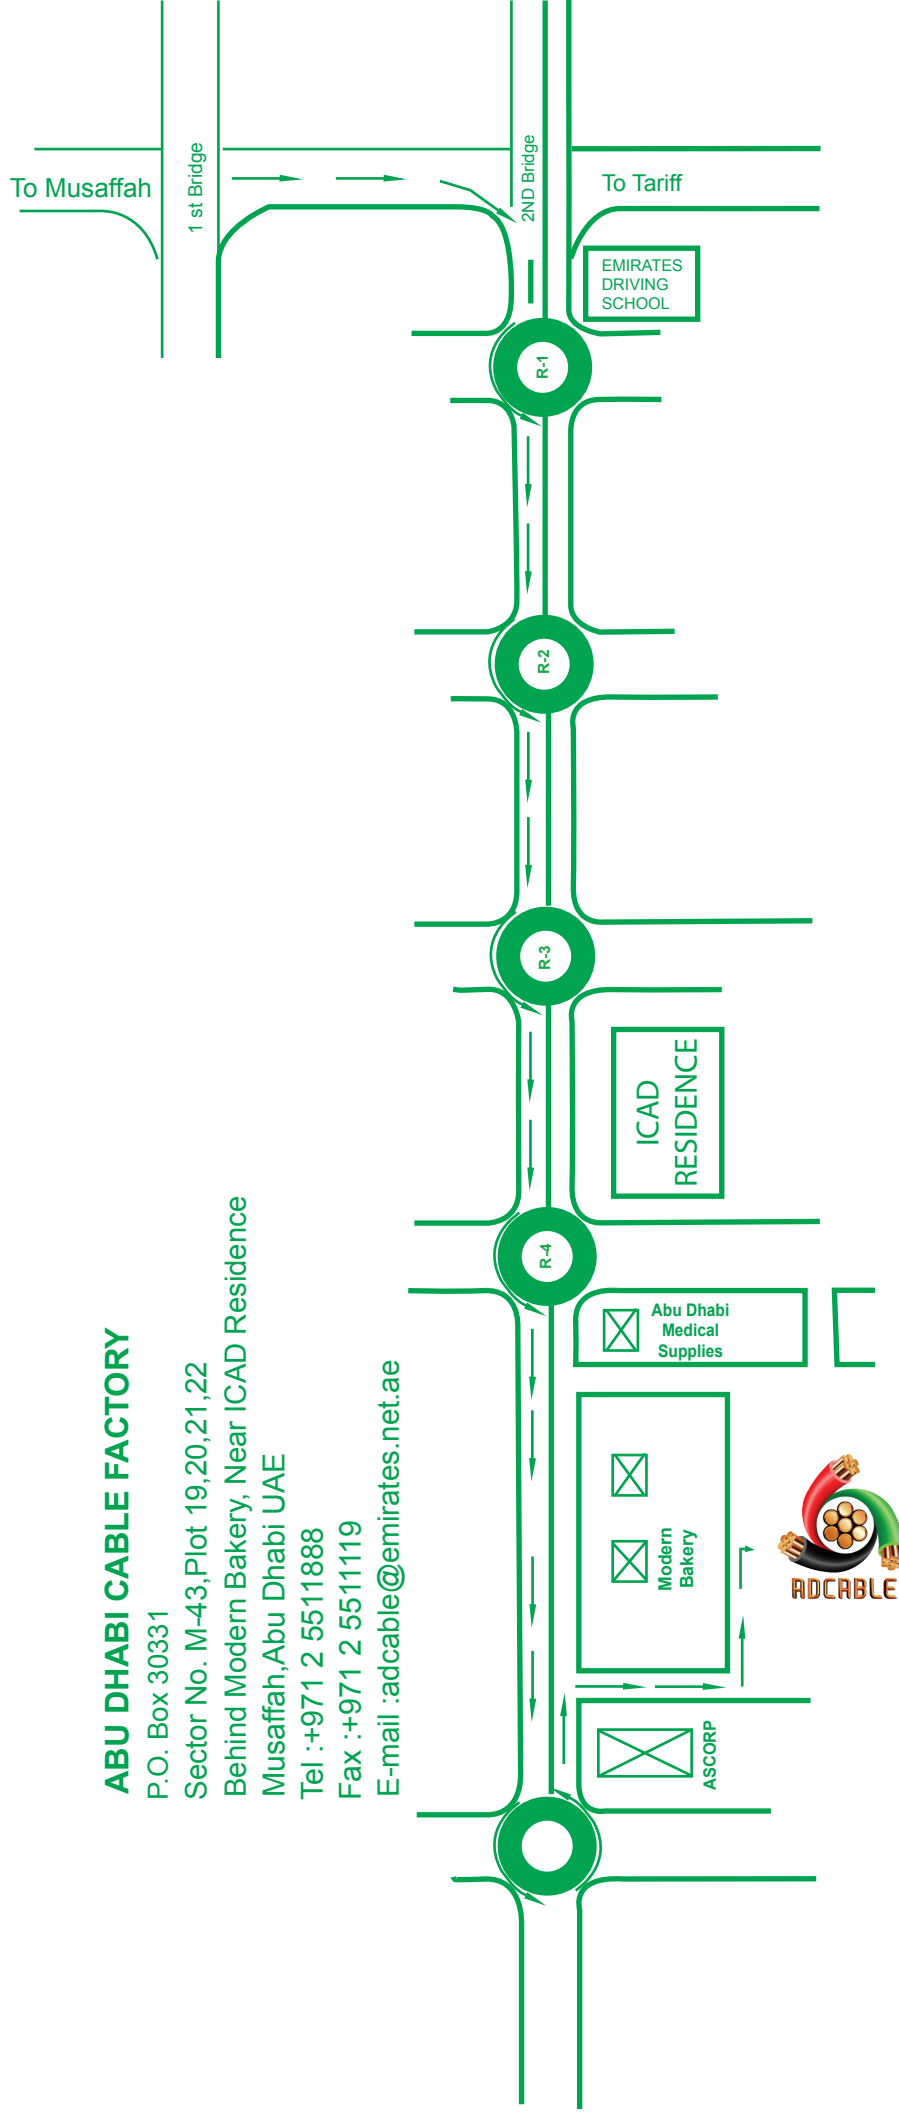 To Musaffah
1 st Bridge
2ND Bridge
To Tariff
EMIRATES
DRIVING
SCHOOL
R-1
R-2
R-3
ICAD
RESIDENCE
R-4
Abu Dhabi
Medical
Supplies
Modern
Bakery
ADCABLE
ASCORP
ABU DHABI CABLE FACTORY
P.O. Box 30331
Sector No. M-43,Plot 19,20,21,22
Behind Modern Bakery, Near ICAD Residence
Musaffah,Abu Dhabi UAE
Tel :+971 2 5511888
Fax :+971 2 5511119
E-mail :adcable@emirates.net.ae